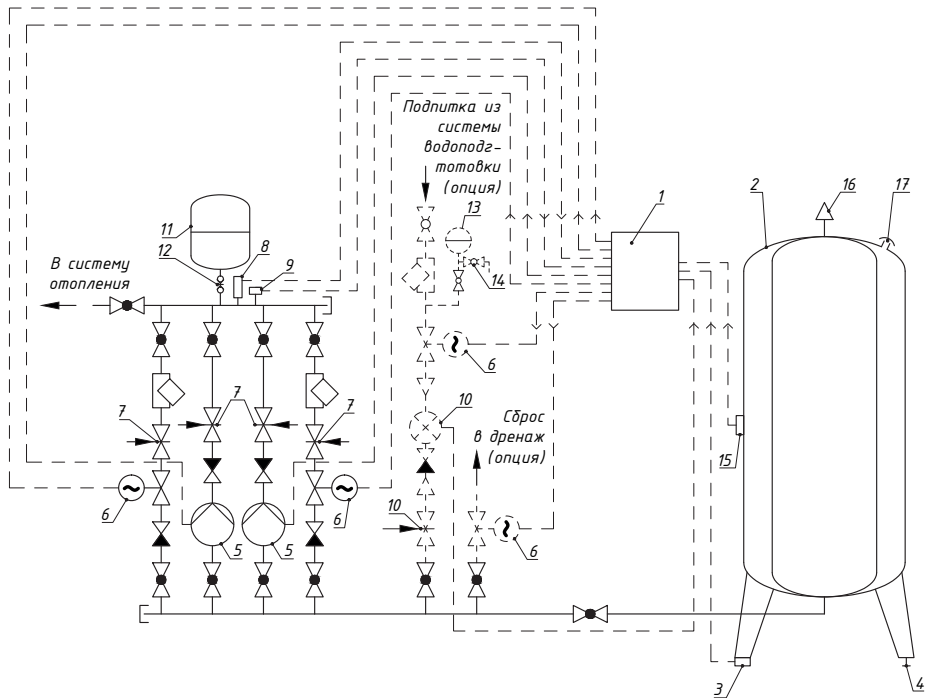 Подпитка из
системы
водоподг-
тотовки
(опция)
13
1
2
16
17
11
12
8
9
14
В систему
отопления
6
7
7
7
10
Сброс
в дренаж
(опция)
15
6
6
10
5
5
6
3
4